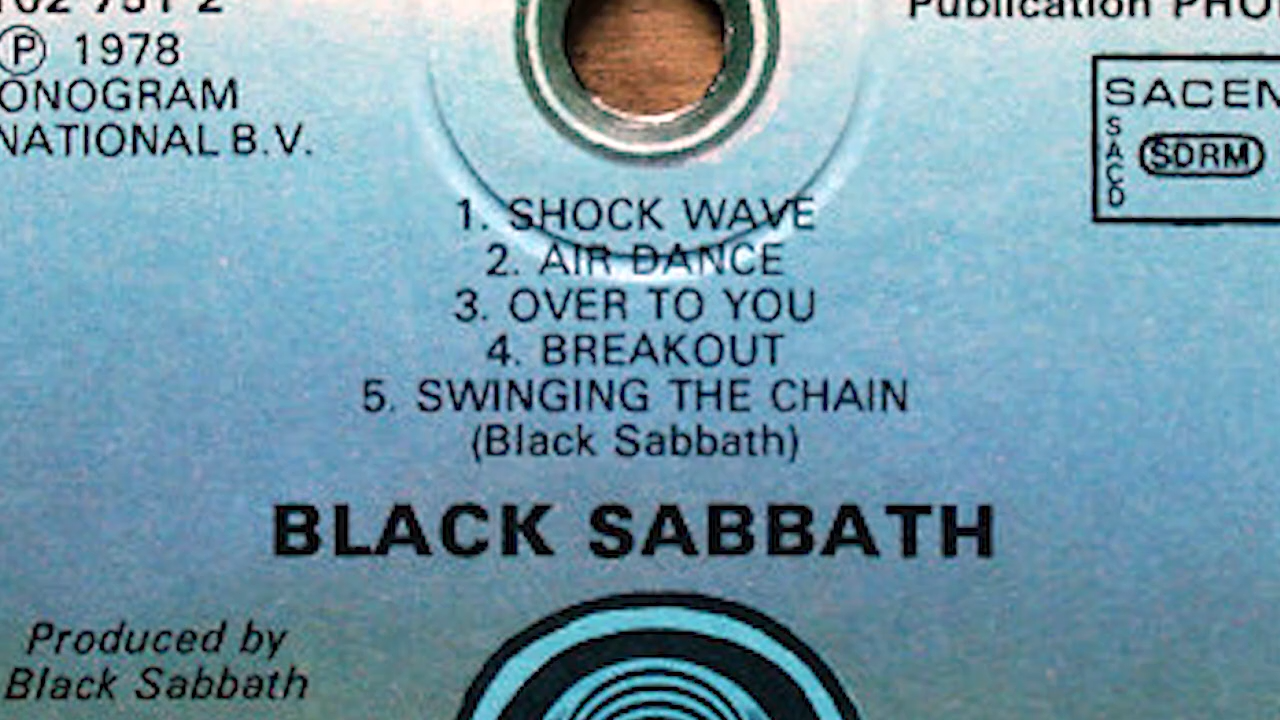 Ⓟ 1978
ONOGRAM
NATIONAL B.V.
Publication PHO
SACEM
SACD
SDRM
1. SHOCK WAVE
2. AIR DANCE
3. OVER TO YOU
4. BREAKOUT
5. SWINGING THE CHAIN
(Black Sabbath)
BLACK SABBATH
Produced by
Black Sabbath